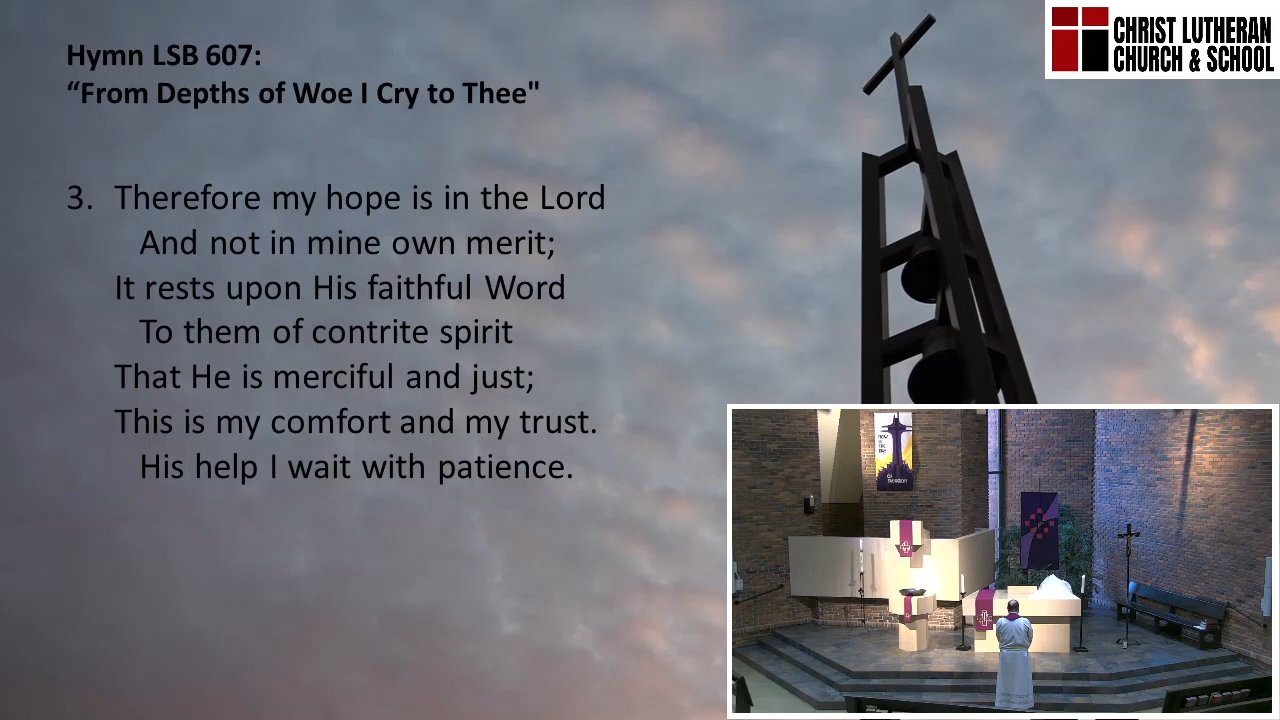 Hymn LSB 607:
“From Depths of Woe I Cry to Thee"
CHRIST LUTHERAN
CHURCH & SCHOOL
3. Therefore my hope is in the Lord
And not in mine own merit;
It rests upon His faithful Word
To them of contrite spirit
That He is merciful and just;
This is my comfort and my trust.
His help I wait with patience.